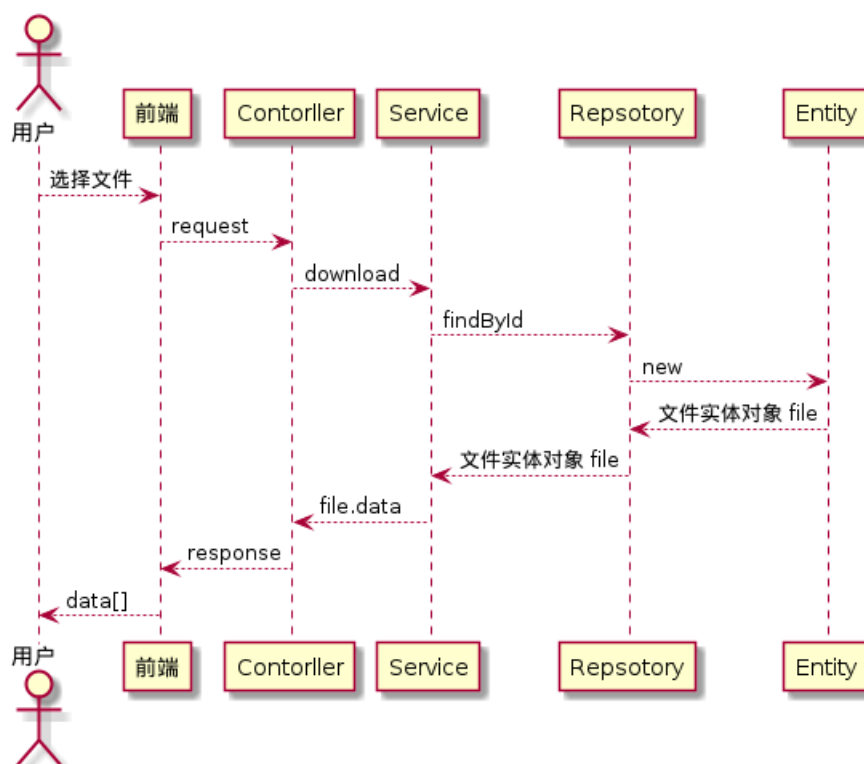 用户
前端
Contorller
Service
Repsotory
Entity
选择文件
request
download
findById
new
文件实体对象 file
文件实体对象 file
file.data
response
data[]
用户
前端
Contorller
Service
Repsotory
Entity